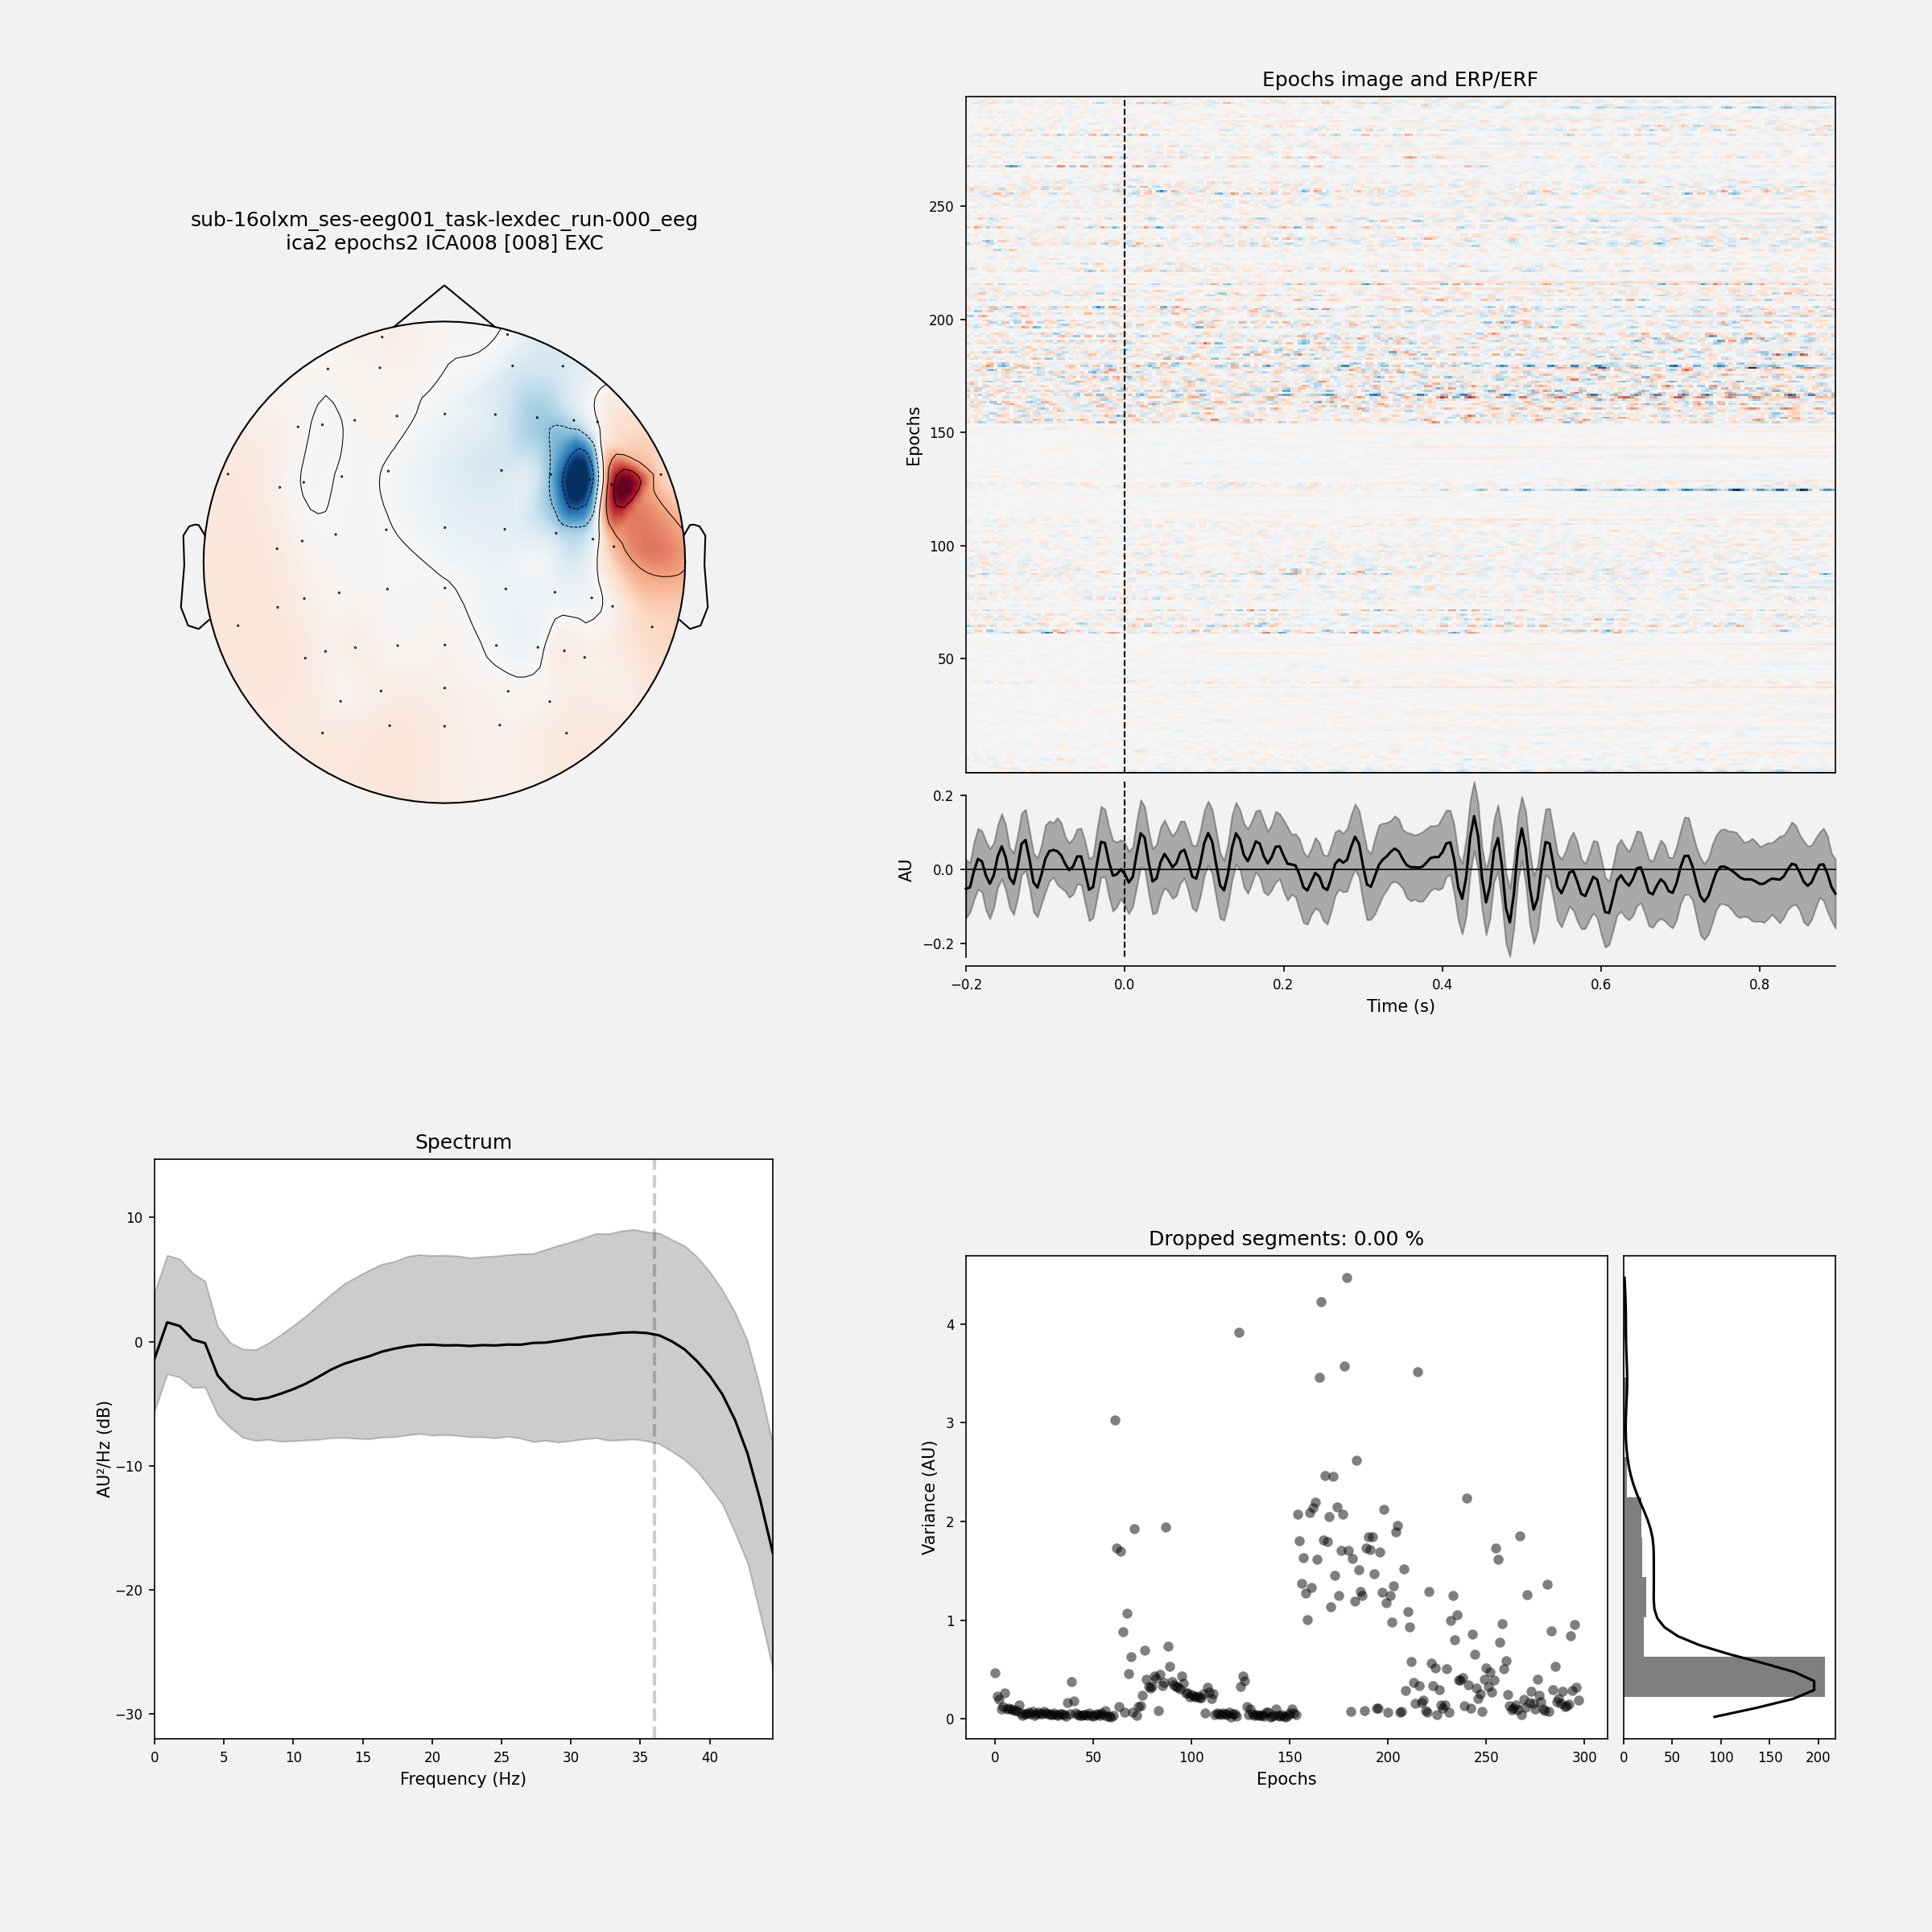 sub-16olxm_ses-eeg001_task-lexdec_run-000_eeg
ica2 epochs2 ICA008 [008] EXC
Epochs image and ERP/ERF
Epochs
250
200
150
100
50
AU
0.2
0.0
−0.2
−0.2 0.0 0.2 0.4 0.6 0.8
Time (s)
Spectrum
AU²/Hz (dB)
10
0
−10
−20
−30
0 5 10 15 20 25 30 35 40
Frequency (Hz)
Dropped segments: 0.00 %
Variance (AU)
4
3
2
1
0
0 50 100 150 200 250 300
Epochs
0 50 100 150 200